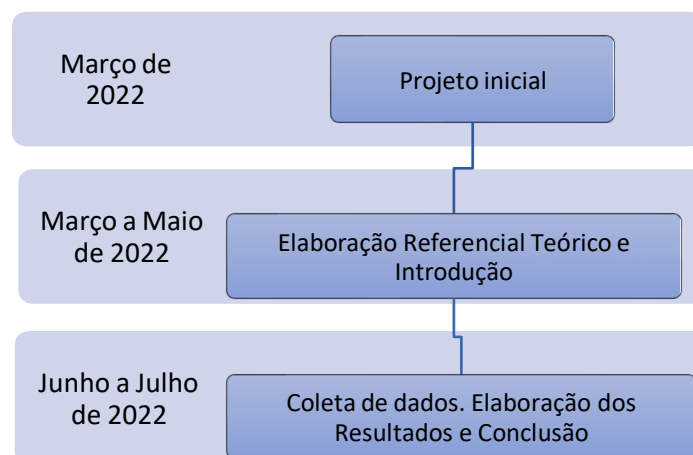 Março de
2022
Projeto inicial
Março a Maio
de 2022
Elaboração Referencial Teórico e
Introdução
Junho a Julho
de 2022
Coleta de dados. Elaboração dos
Resultados e Conclusão